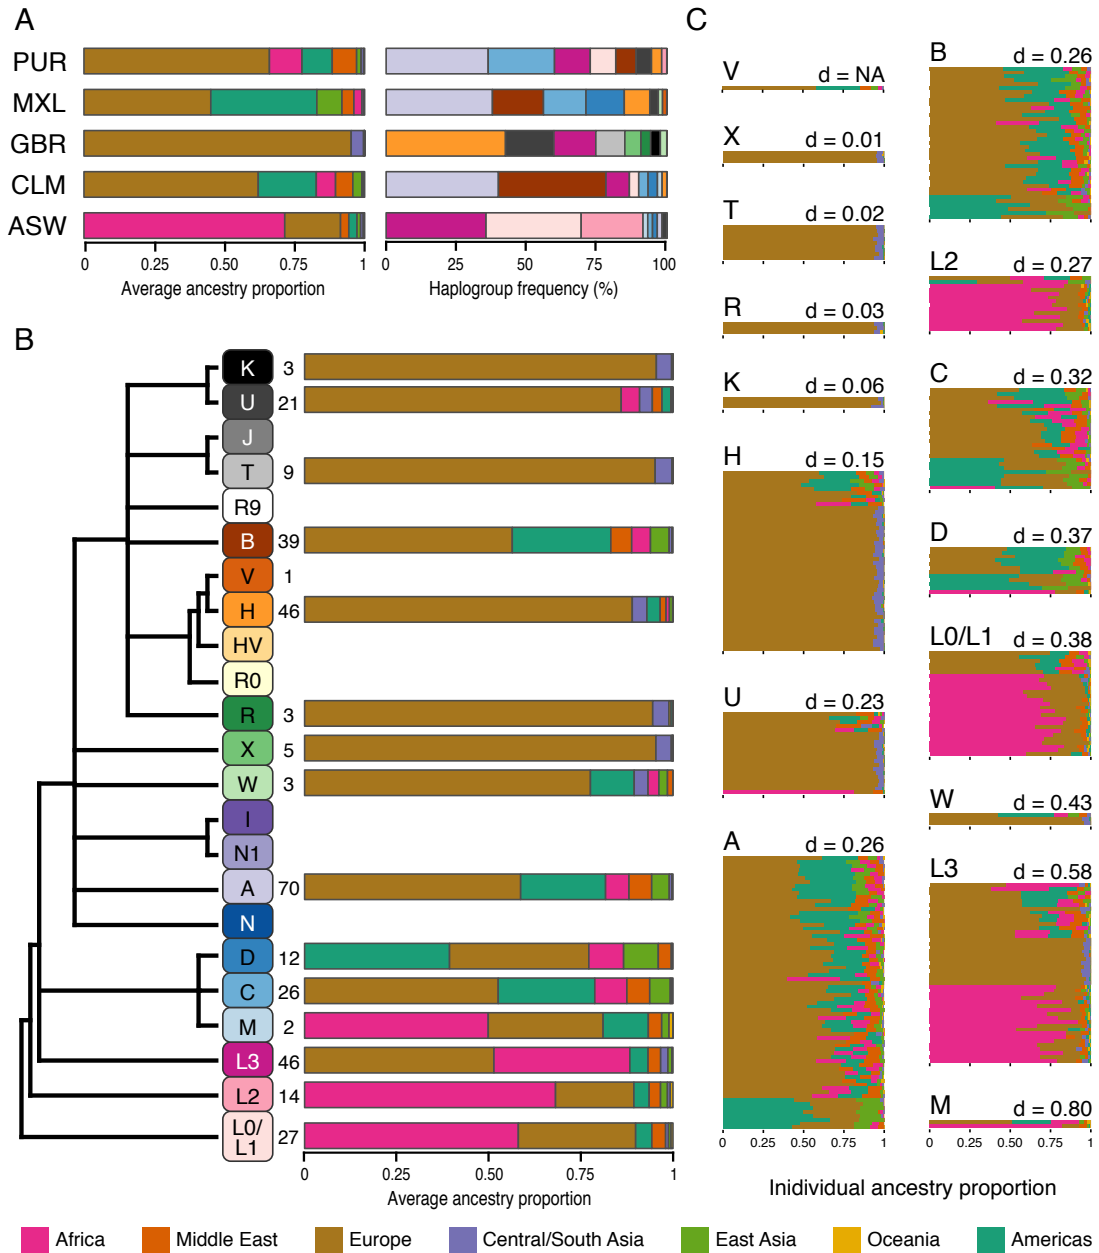 A
PUR
MXL
GBR
CLM
ASW
0 0.25 0.50 0.75 1
Average ancestry proportion
0 25 50 75 100
Haplogroup frequency (%)
B
K 3
U 21
J
T 9
R9
B 39
V 1
H 46
HV
R0
R 3
X 5
W 3
I
N1
A 70
N
D 12
C 26
M 2
L3 46
L2 14
L0/
L1 27
0 0.25 0.50 0.75 1
Average ancestry proportion
C
V d = NA
X d = 0.01
T d = 0.02
R d = 0.03
K d = 0.06
H d = 0.15
U d = 0.23
A d = 0.26
0 0.25 0.50 0.75 1
B d = 0.26
L2 d = 0.27
C d = 0.32
D d = 0.37
L0/L1 d = 0.38
W d = 0.43
L3 d = 0.58
M d = 0.80
0 0.25 0.50 0.75 1
Inidividual ancestry proportion
Africa Middle East Europe Central/South Asia East Asia Oceania Americas